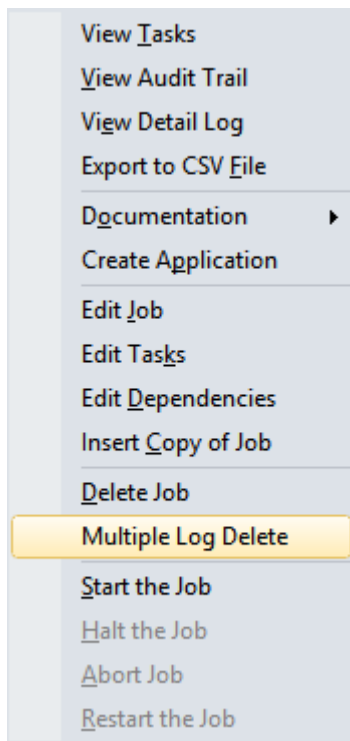 View Tasks
View Audit Trail
View Detail Log
Export to CSV File
Documentation
Create Application
Edit Job
Edit Tasks
Edit Dependencies
Insert Copy of Job
Delete Job
Multiple Log Delete
Start the Job
Halt the Job
Abort Job
Restart the Job